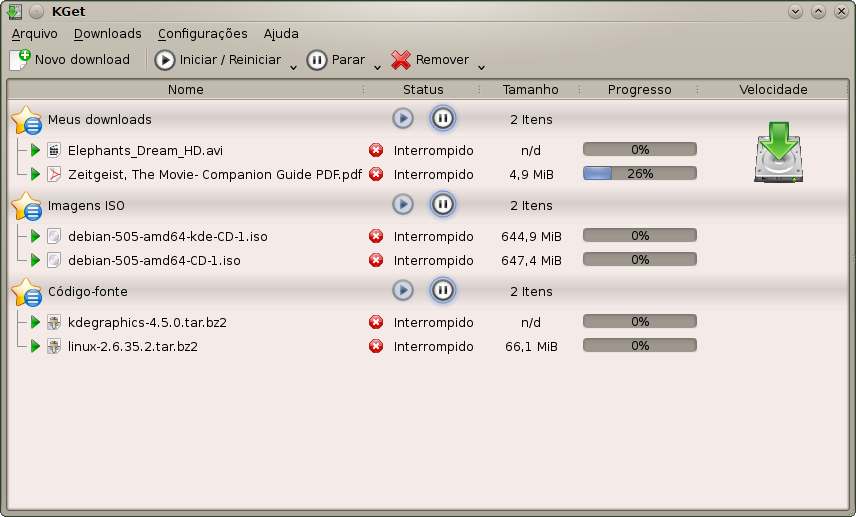 KGet
Arquivo Downloads Configurações Ajuda
Novo download Iniciar / Reiniciar Parar Remover
Nome Status Tamanho Progresso Velocidade
Meus downloads 2 Itens
Elephants_Dream_HD.avi Interrompido n/d 0%
Zeitgeist, The Movie- Companion Guide PDF.pdf Interrompido 4,9 MiB 26%
Imagens ISO 2 Itens
debian-505-amd64-kde-CD-1.iso Interrompido 644,9 MiB 0%
debian-505-amd64-CD-1.iso Interrompido 647,4 MiB 0%
Código-fonte 2 Itens
kdegraphics-4.5.0.tar.bz2 Interrompido n/d 0%
linux-2.6.35.2.tar.bz2 Interrompido 66,1 MiB 0%